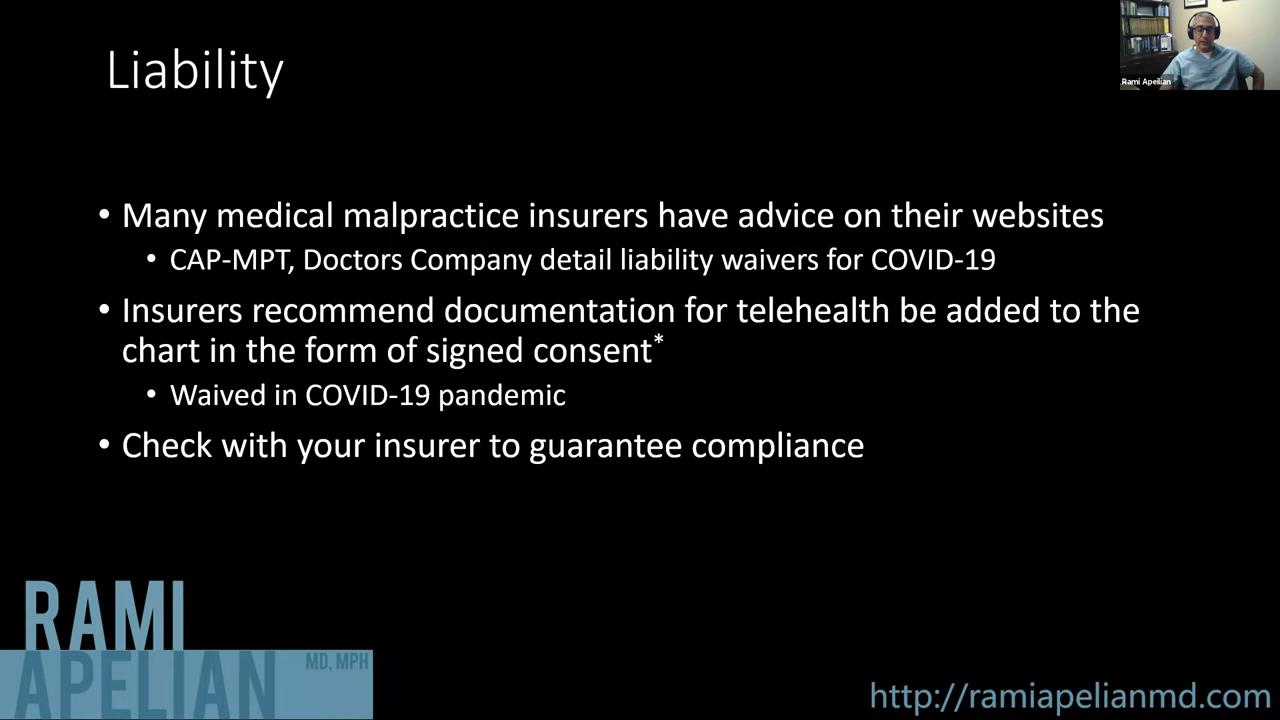 Liability
Rami Apelian
• Many medical malpractice insurers have advice on their websites
• CAP-MPT, Doctors Company detail liability waivers for COVID-19
• Insurers recommend documentation for telehealth be added to the
chart in the form of signed consent*
• Waived in COVID-19 pandemic
• Check with your insurer to guarantee compliance
RAMI
APELIAN MD, MPH
http://ramiapelianmd.com